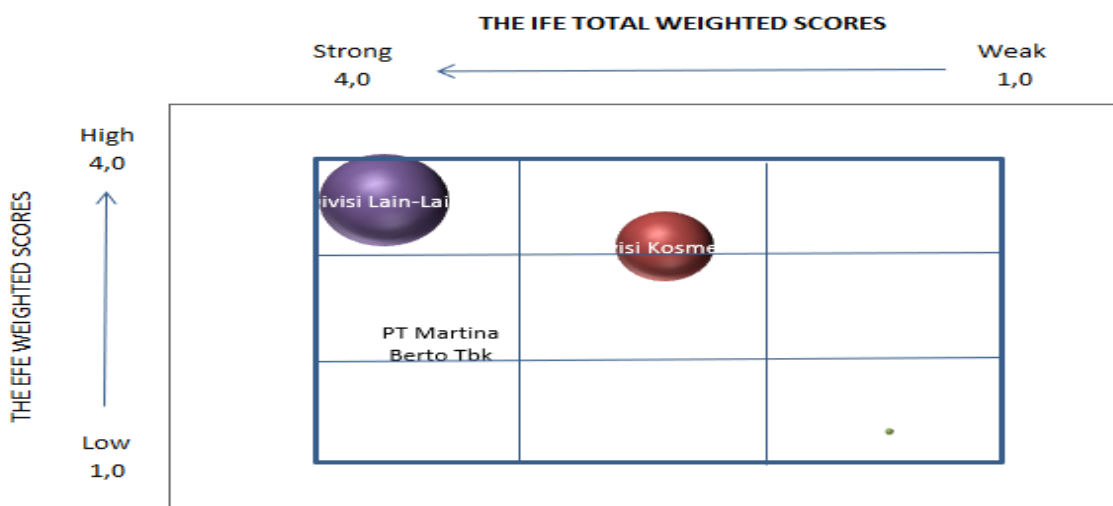 THE IFE TOTAL WEIGHTED SCORES
Strong
4,0
Weak
1,0
High
4,0
THE EFE WEIGHTED SCORES
ivisi Lain-Lai
visi Kosme
PT Martina
Berto Tbk
Low
1,0